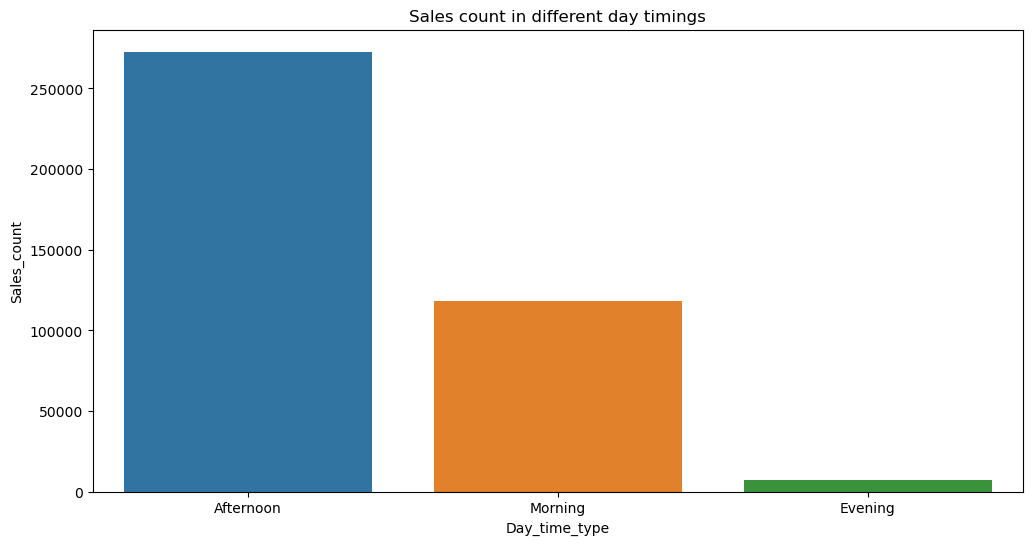 Sales count in different day timings
Sales_count
250000
200000
150000
100000
50000
0
Afternoon
Morning
Evening
Day_time_type